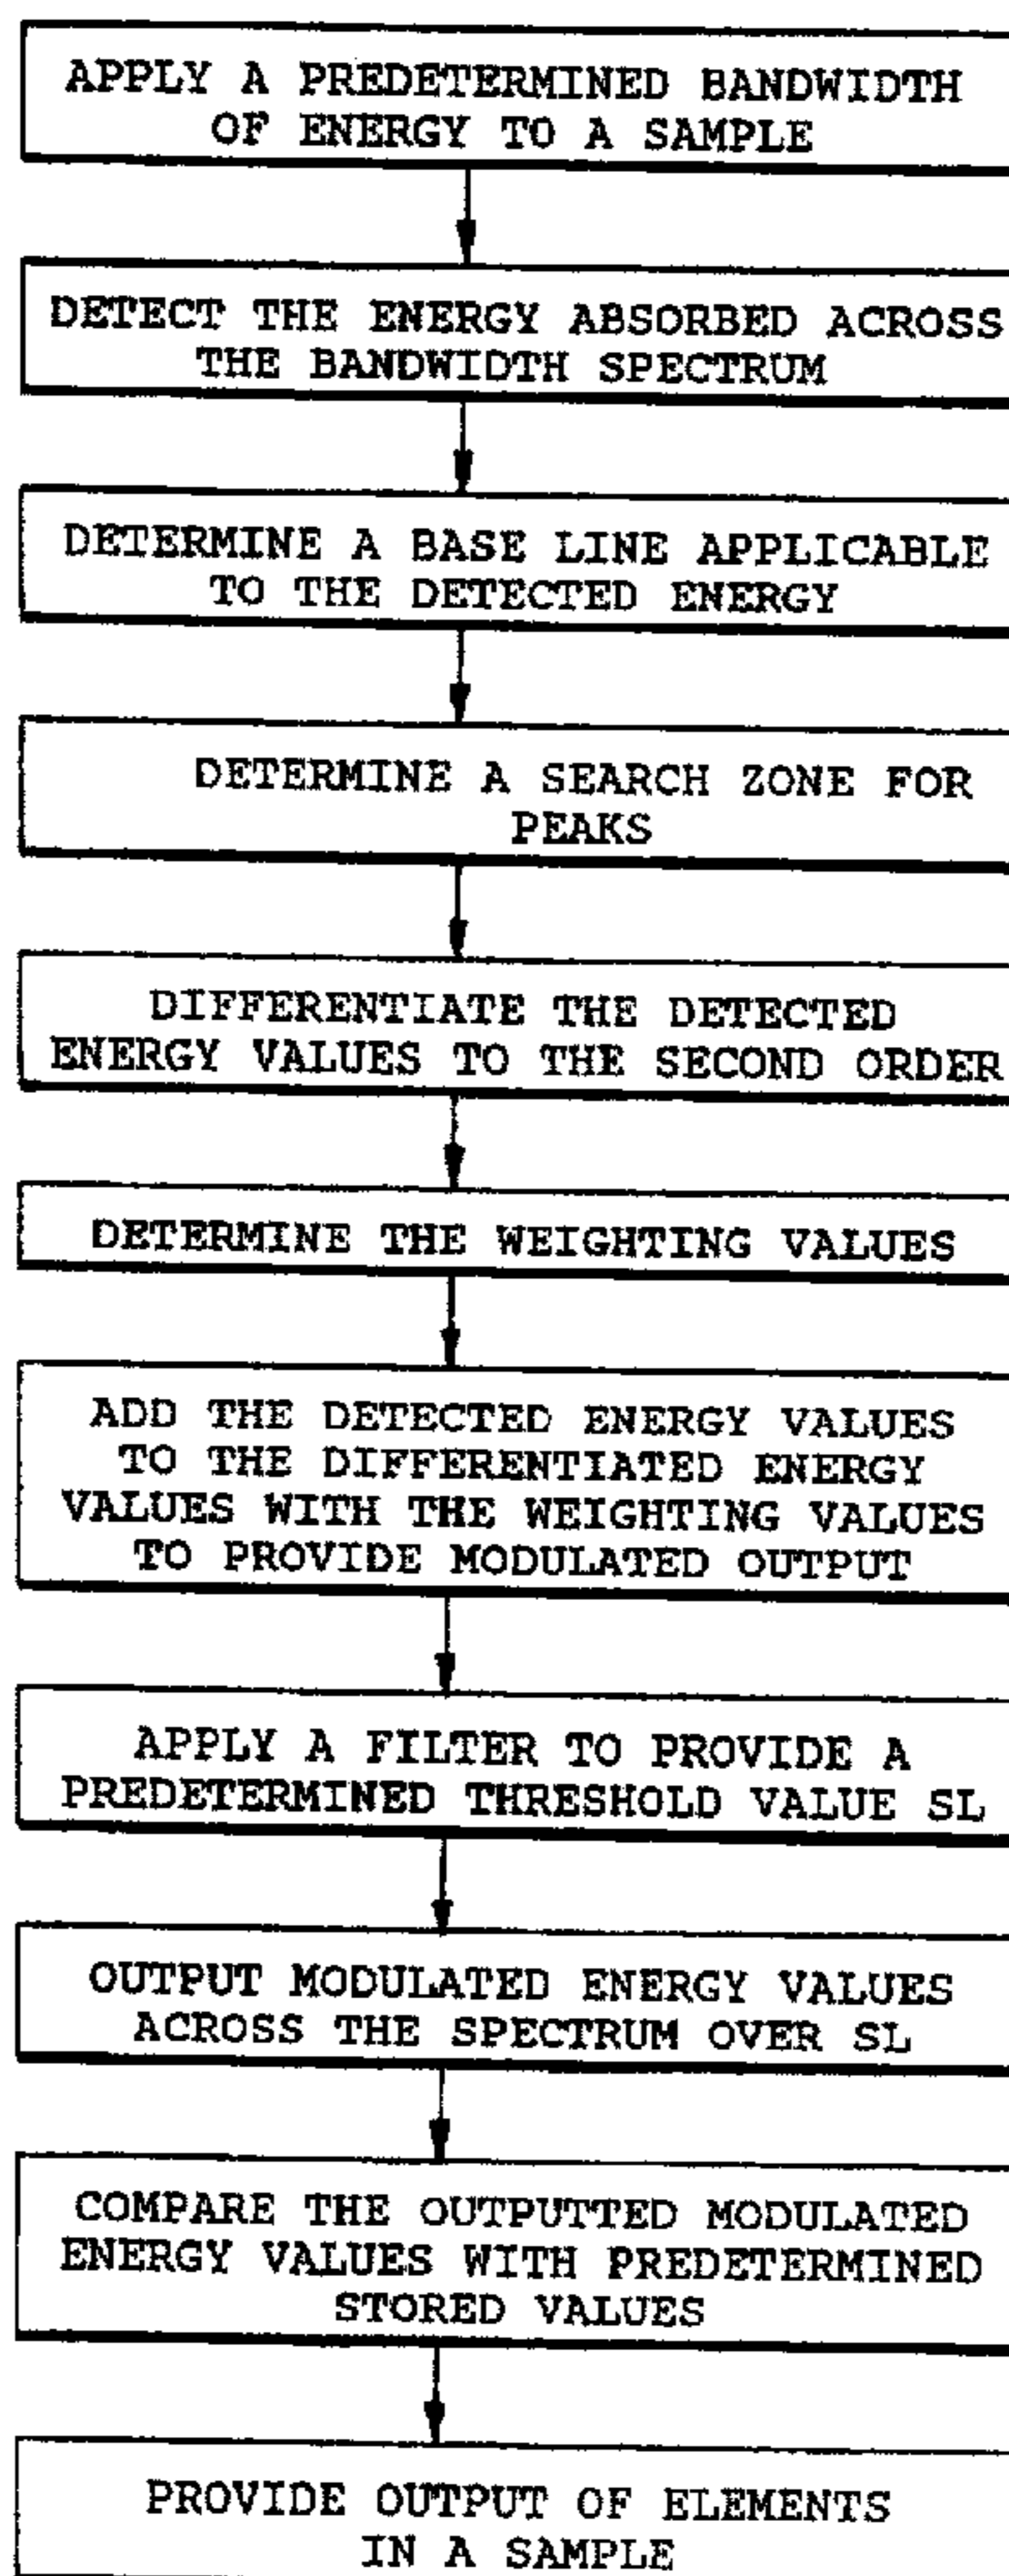 APPLY A PREDETERMINED BANDWIDTH
OF ENERGY TO A SAMPLE
DETECT THE ENERGY ABSORBED ACROSS
THE BANDWIDTH SPECTRUM
DETERMINE A BASE LINE APPLICABLE
TO THE DETECTED ENERGY
DETERMINE A SEARCH ZONE FOR
PEAKS
DIFFERENTIATE THE DETECTED
ENERGY VALUES TO THE SECOND ORDER
DETERMINE THE WEIGHTING VALUES
ADD THE DETECTED ENERGY VALUES
TO THE DIFFERENTIATED ENERGY
VALUES WITH THE WEIGHTING VALUES
TO PROVIDE MODULATED OUTPUT
APPLY A FILTER TO PROVIDE A
PREDETERMINED THRESHOLD VALUE SL
OUTPUT MODULATED ENERGY VALUES
ACROSS THE SPECTRUM OVER SL
COMPARE THE OUTPUTTED MODULATED
ENERGY VALUES WITH PREDETERMINED
STORED VALUES
PROVIDE OUTPUT OF ELEMENTS
IN A SAMPLE